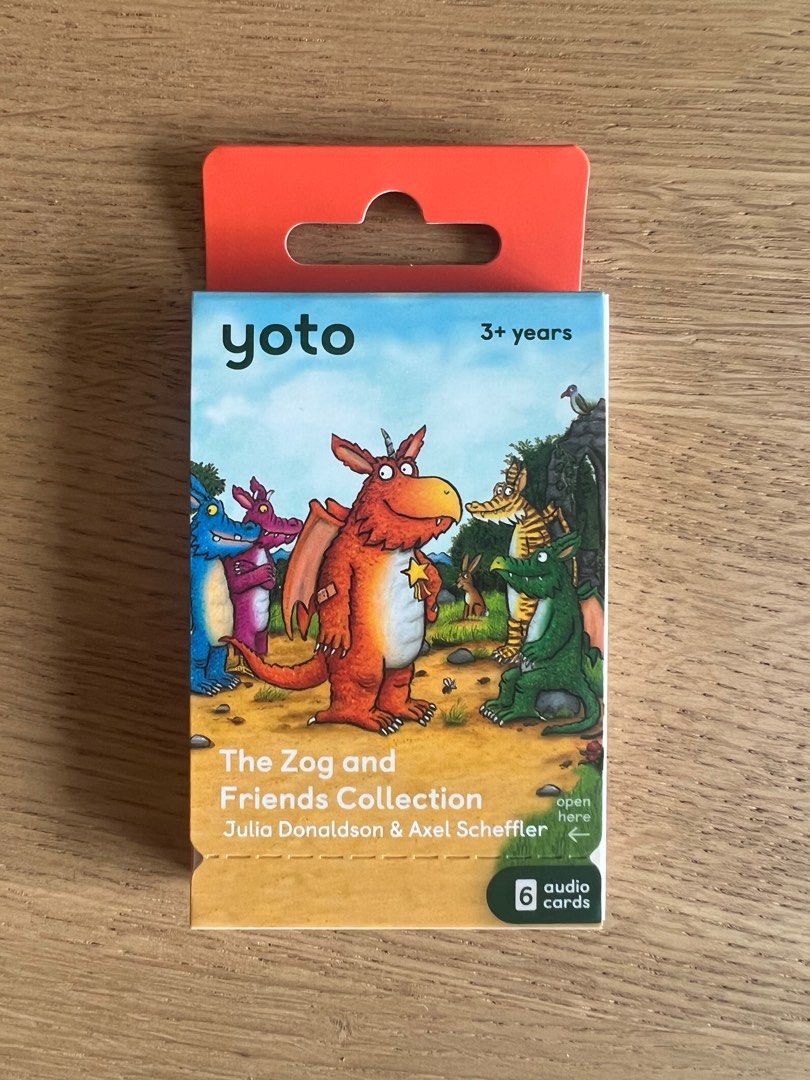 yoto
3+ years
The Zog and
Friends Collection
Julia Donaldson & Axel Scheffler
open
here
6 audio
cards